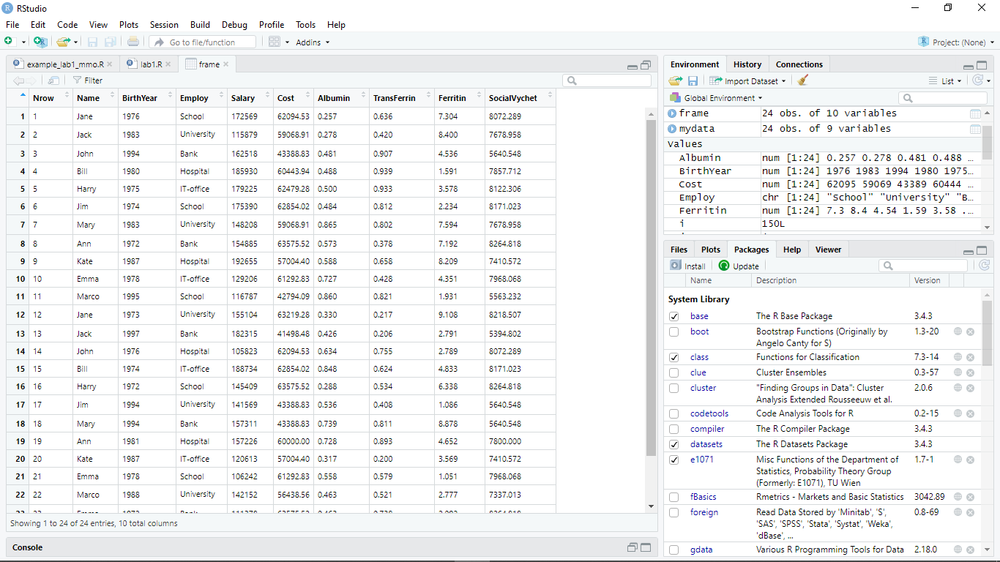 RStudio
File Edit Code View Plots Session Build Debug Profile Tools Help
Go to file/function Addins Project: (None)
example_lab1_mmo.R lab1.R frame
Filter
Nrow Name BirthYear Employ Salary Cost Albumin TransFerrin Ferritin SocialVychet
1 1 Jane 1976 School 172569 62094.53 0.257 0.636 7.304 8072.289
2 2 Jack 1983 University 115879 59068.91 0.278 0.420 8.400 7678.958
3 3 John 1994 Bank 162518 43388.83 0.481 0.907 4.536 5640.548
4 4 Bill 1980 Hospital 185930 60443.94 0.488 0.939 1.591 7857.712
5 5 Harry 1975 IT-office 179225 62479.28 0.500 0.933 3.578 8122.306
6 6 Jim 1974 School 175390 62854.02 0.484 0.812 2.234 8171.023
7 7 Mary 1983 University 148208 59068.91 0.865 0.802 7.594 7678.958
8 8 Ann 1972 Bank 154885 63575.52 0.573 0.378 7.192 8264.818
9 9 Kate 1987 Hospital 192655 57004.40 0.588 0.658 8.209 7410.572
10 10 Emma 1978 IT-office 129206 61292.83 0.727 0.428 4.351 7968.068
11 11 Marco 1995 School 116787 42794.09 0.860 0.821 1.931 5563.232
12 12 Jane 1973 University 155104 63219.28 0.330 0.217 9.108 8218.507
13 13 Jack 1997 Bank 182315 41498.48 0.426 0.206 2.791 5394.802
14 14 John 1976 Hospital 105823 62094.53 0.634 0.755 2.789 8072.289
15 15 Bill 1974 IT-office 188734 62854.02 0.848 0.624 4.833 8171.023
16 16 Harry 1972 School 145409 63575.52 0.288 0.534 6.338 8264.818
17 17 Jim 1994 University 141569 43388.83 0.536 0.408 1.086 5640.548
18 18 Mary 1994 Bank 157311 43388.83 0.739 0.811 8.878 5640.548
19 19 Ann 1981 Hospital 157226 60000.00 0.728 0.893 4.652 7800.000
20 20 Kate 1987 IT-office 120613 57004.40 0.317 0.200 3.569 7410.572
21 21 Emma 1978 School 106242 61292.83 0.558 0.579 1.051 7968.068
22 22 Marco 1988 University 142152 56438.56 0.463 0.521 2.777 7337.013
Showing 1 to 24 of 24 entries, 10 total columns
Console
Environment History Connections
Import Dataset List
Global Environment
frame 24 obs. of 10 variables
mydata 24 obs. of 9 variables
values
Albumin num [1:24] 0.257 0.278 0.481 0.488 …
BirthYear num [1:24] 1976 1983 1994 1980 1975…
Cost num [1:24] 62095 59069 43389 60444 …
Employ chr [1:24] "School" "University" "B…
Ferritin num [1:24] 7.3 8.4 4.54 1.59 3.58 .…
i 150L
Files Plots Packages Help Viewer
Install Update
Name Description Version
System Library
base The R Base Package 3.4.3
boot Bootstrap Functions (Originally by 1.3-20
Angelo Canty for S)
class Functions for Classification 7.3-14
clue Cluster Ensembles 0.3-57
cluster "Finding Groups in Data": Cluster 2.0.6
Analysis Extended Rousseeuw et al.
codetools Code Analysis Tools for R 0.2-15
compiler The R Compiler Package 3.4.3
datasets The R Datasets Package 3.4.3
e1071 Misc Functions of the Department of 1.7-1
Statistics, Probability Theory Group
(Formerly: E1071), TU Wien
fBasics Rmetrics - Markets and Basic Statistics 3042.89
foreign Read Data Stored by 'Minitab', 'S', 0.8-69
'SAS', 'SPSS', 'Stata', 'Systat', 'Weka',
'dBase', ...
gdata Various R Programming Tools for Data 2.18.0